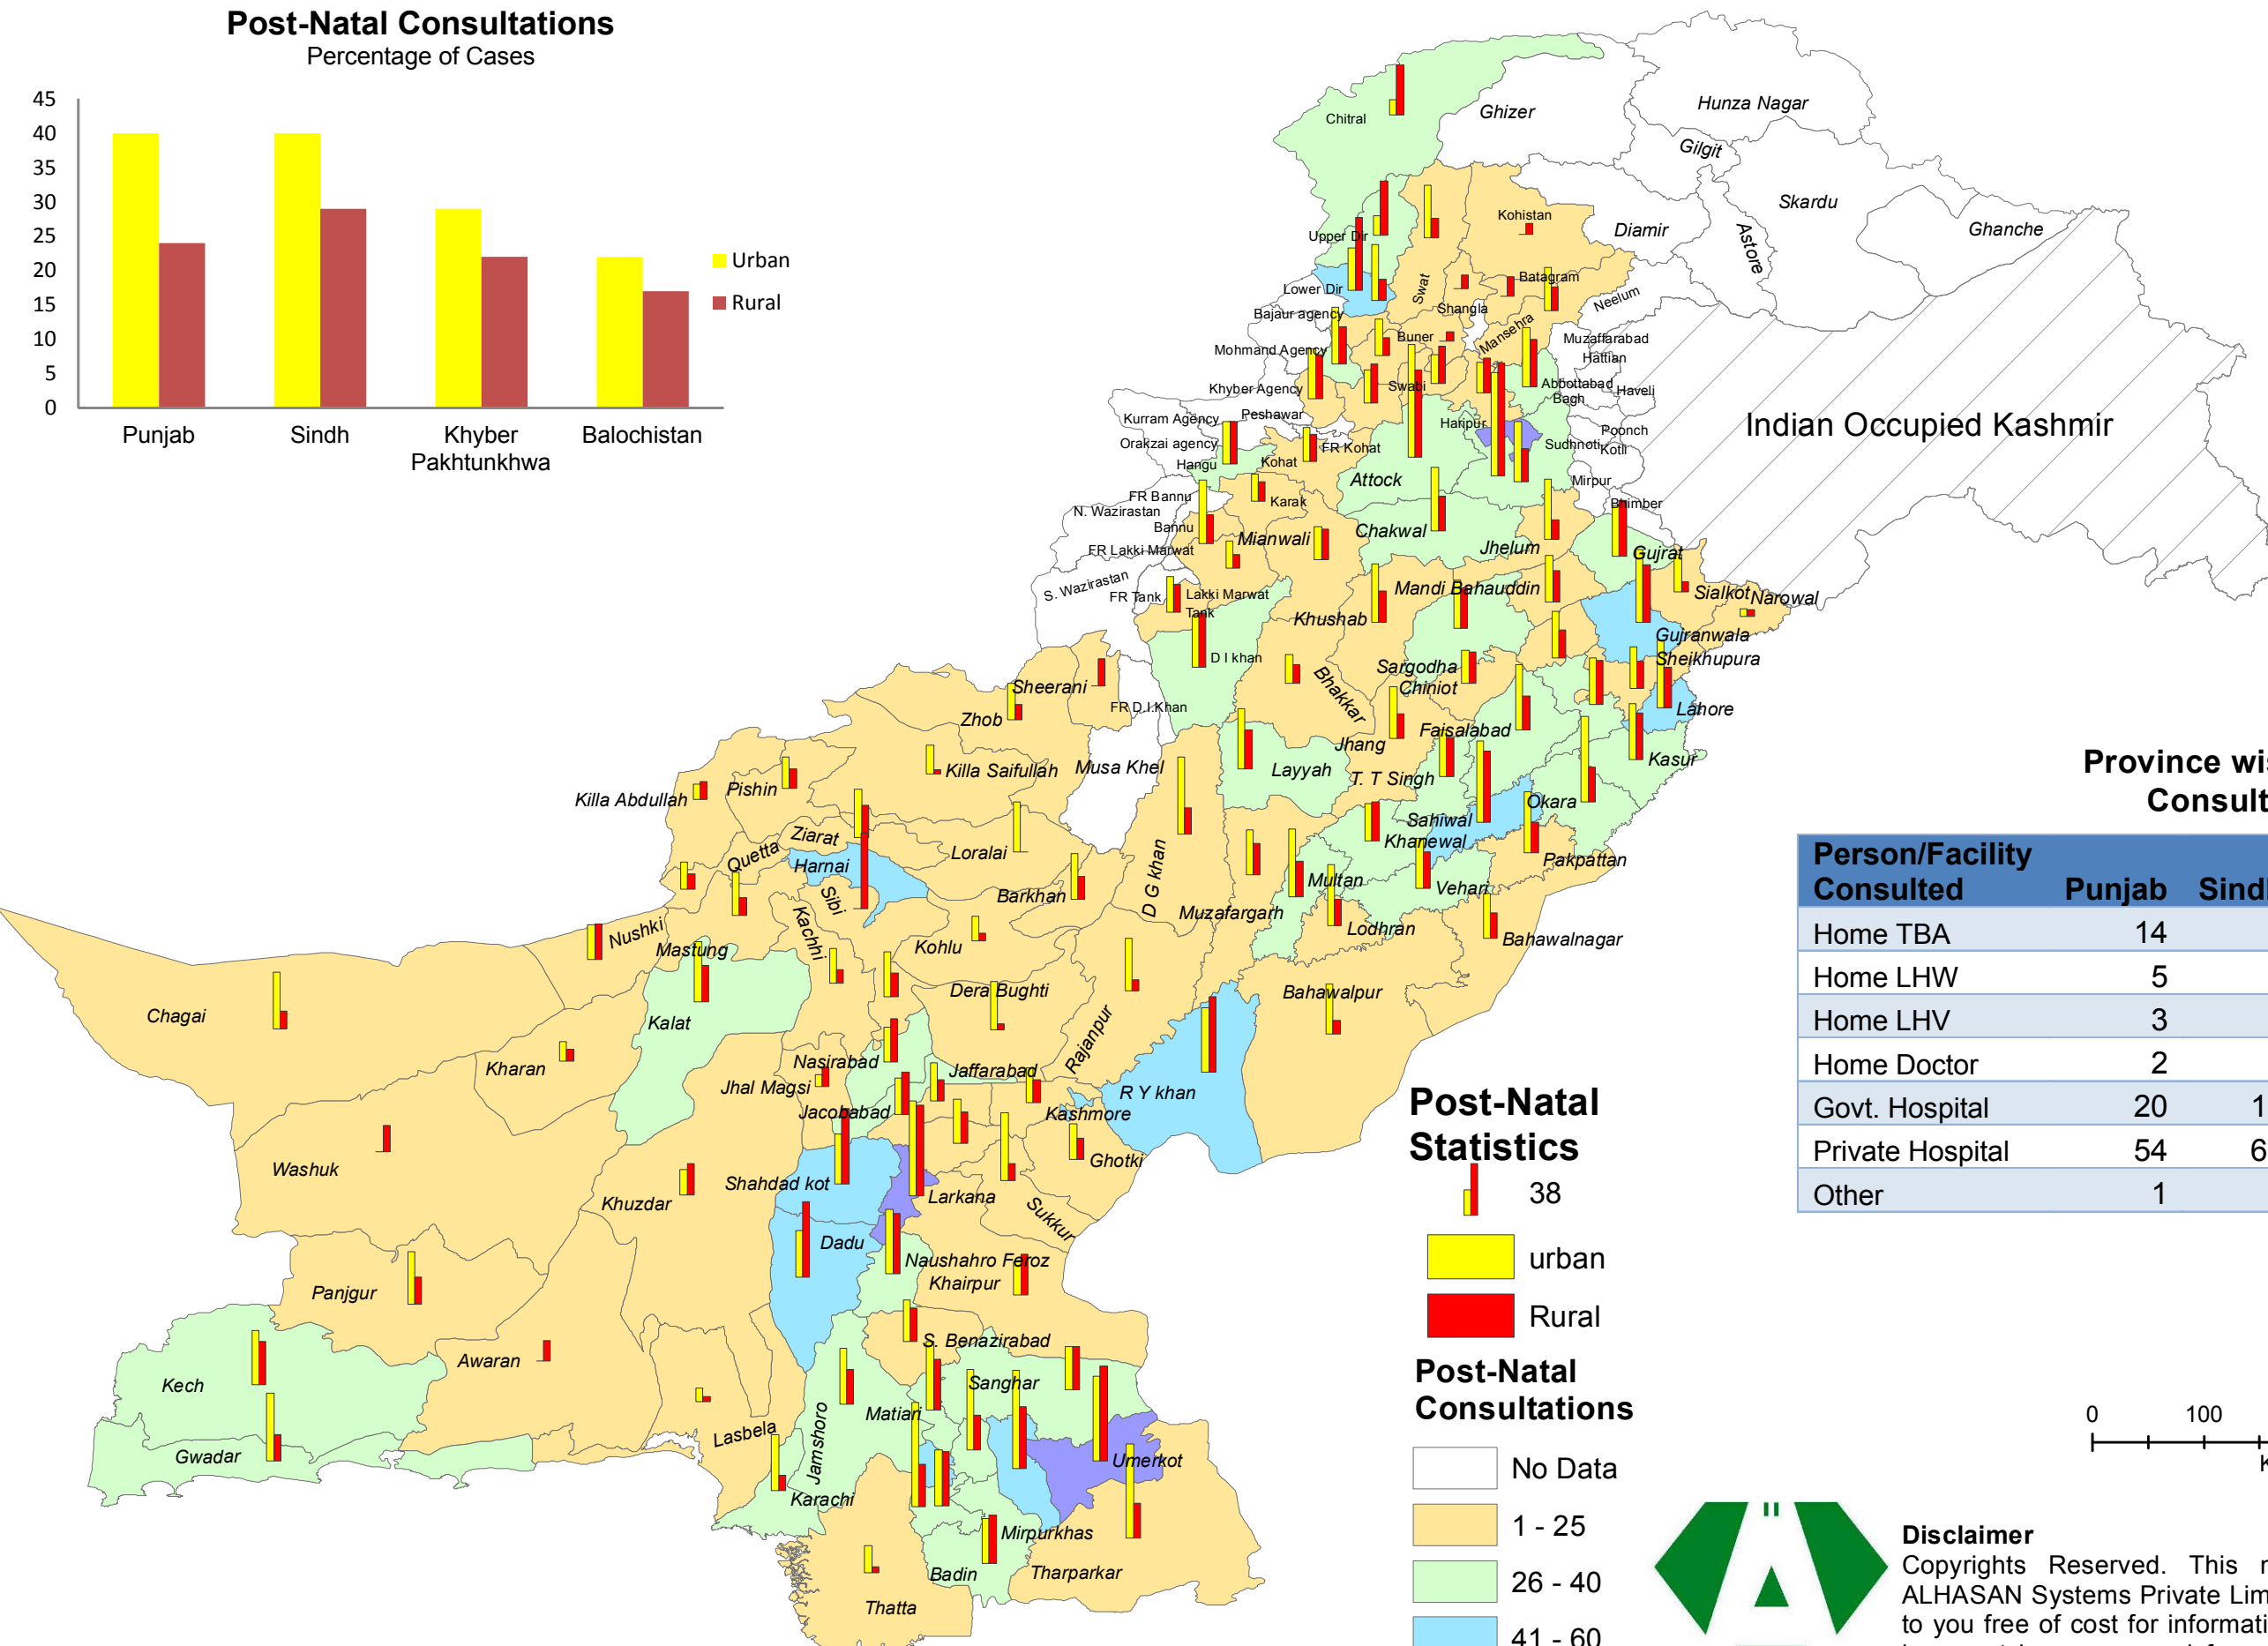 Post-Natal Consultations
Percentage of Cases
45
40
35
30
25
20
15
10
5
0
Punjab
Sindh
Khyber
Pakhtunkhwa
Balochistan
Urban
Rural
Chitral
Ghizer
Hunza Nagar
Gilgit
Skardu
Ghanche
Astore
Diamir
Kohistan
Upper Dir
Lower Dir
Swat
Shangla
Batagram
Neelum
Bajaur agency
Buner
Mansehra
Muzaffarabad
Hattian
Mohmand Agency
Khyber Agency
Swabi
Abbottabad
Bagh
Haveli
Kurram Agency
Peshawar
Haripur
Poonch
Sudhnoti
Kotli
Orakzai agency
Hangu
Kohat
FR Kohat
Attock
Mirpur
Indian Occupied Kashmir
FR Bannu
N. Wazirastan
Karak
Bhimber
Bannu
Mianwali
Chakwal
Jhelum
FR Lakki Marwat
Gujrat
S. Wazirastan
FR Tank
Lakki Marwat
Tank
Mandi Bahauddin
Sialkot
Narowal
Khushab
Gujranwala
D I khan
Sargodha
Sheikhupura
Chiniot
Bhakkar
Sheerani
FR D.I.Khan
Zhob
Lahore
Jhang
Faisalabad
Kasur
Killa Saifullah
Musa Khel
Layyah
T. T Singh
Killa Abdullah
Pishin
Okara
Sahiwal
Ziarat
Khanewal
Quetta
Harnai
Loralai
Pakpattan
Multan
Vehari
Sibi
Barkhan
D G khan
Muzafargarh
Lodhran
Kachhi
Nushki
Mastung
Kohlu
Bahawalnagar
Dera Bughti
Bahawalpur
Chagai
Kalat
Rajanpur
Kharan
Nasirabad
Jaffarabad
Jhal Magsi
R Y khan
Jacobabad
Kashmore
Washuk
Ghotki
Shahdad kot
Khuzdar
Larkana
Sukkur
Dadu
Naushahro Feroz
Khairpur
Panjgur
S. Benazirabad
Awaran
Kech
Sanghar
Matiari
Lasbela
Jamshoro
Gwadar
Umerkot
Karachi
Mirpurkhas
Badin
Tharparkar
Thatta
Province wis
Consult
Person/Facility
Consulted Punjab Sindh
Home TBA 14
Home LHW 5
Home LHV 3
Home Doctor 2
Govt. Hospital 20 1
Private Hospital 54 6
Other 1
Post-Natal
Statistics
38
urban
Rural
Post-Natal
Consultations
No Data
1 - 25
26 - 40
41 - 60
0 100
K
Disclaimer
Copyrights Reserved. This m
ALHASAN Systems Private Lim
to you free of cost for informati